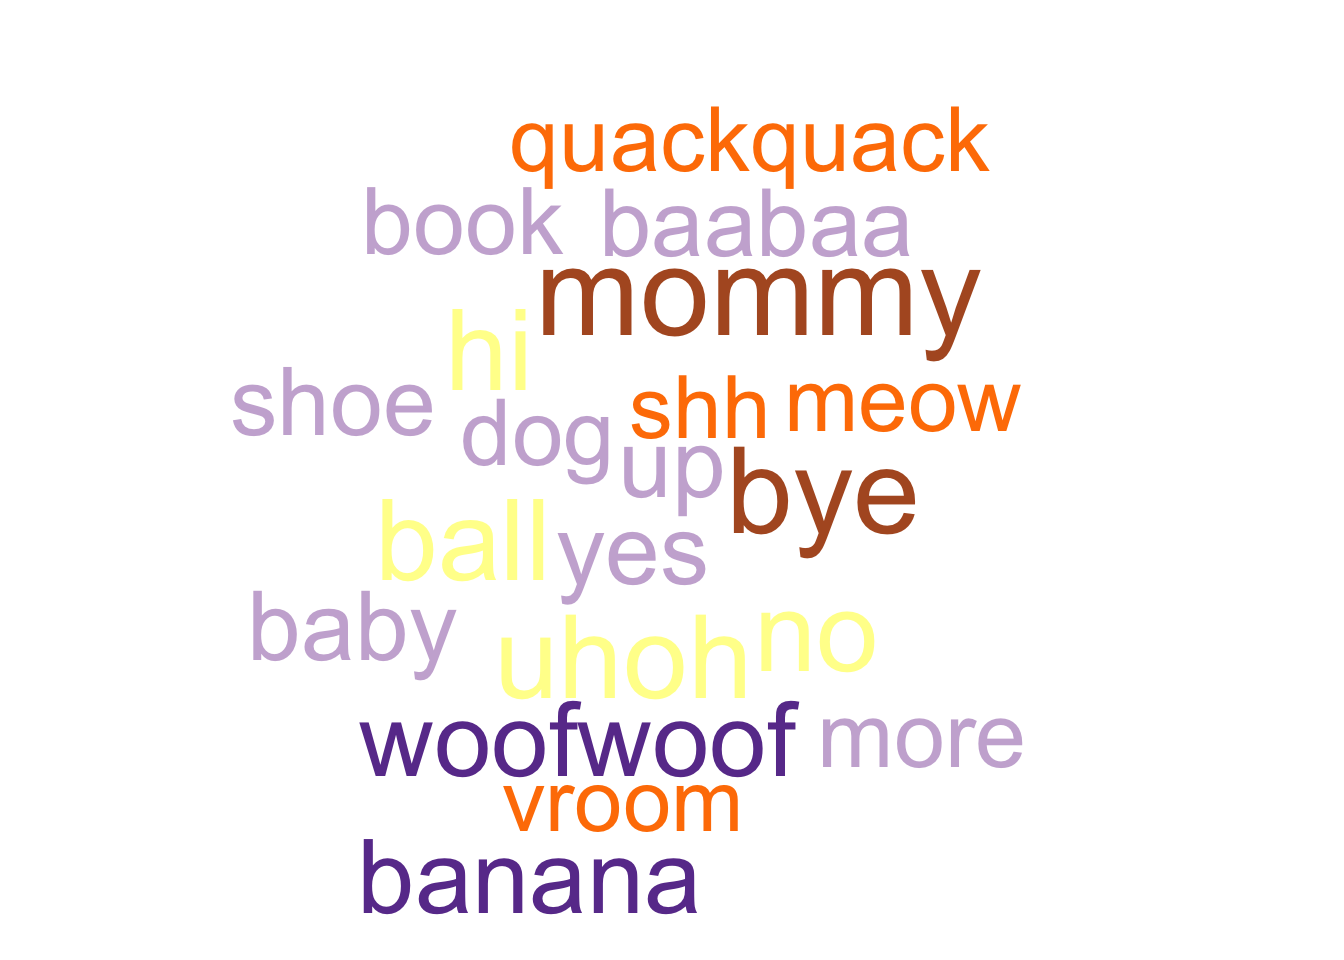 quackquack
book baabaa
mommy
hi
shoe dog shh meow
up bye
ball yes
baby uhoh no
woofwoof more
vroom
banana